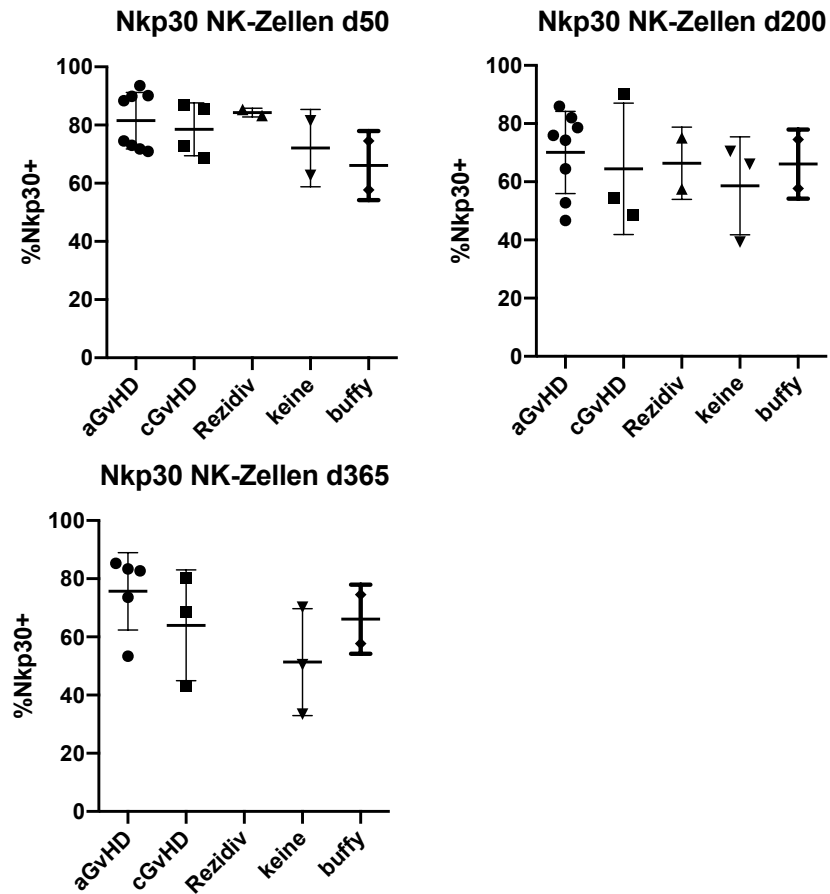 Nkp30 NK-Zellen d50
%Nkp30+
100
80
60
40
20
0
aGvHD
cGvHD
Rezidiv
keine
buffy
Nkp30 NK-Zellen d200
%Nkp30+
100
80
60
40
20
0
aGvHD
cGvHD
Rezidiv
keine
buffy
Nkp30 NK-Zellen d365
%Nkp30+
100
80
60
40
20
0
aGvHD
cGvHD
Rezidiv
keine
buffy